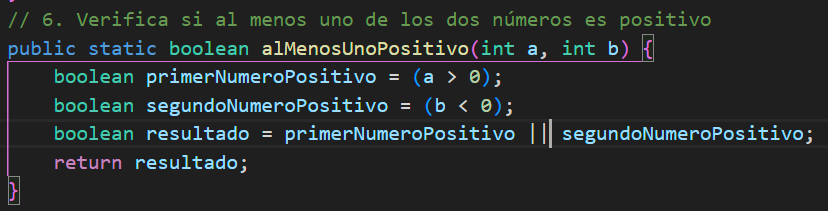 // 6. Verifica si al menos uno de los dos números es positivo
public static boolean alMenosUnoPositivo(int a, int b) {
    boolean primerNumeroPositivo = (a > 0);
    boolean segundoNumeroPositivo = (b < 0);
    boolean resultado = primerNumeroPositivo || segundoNumeroPositivo;
    return resultado;
}